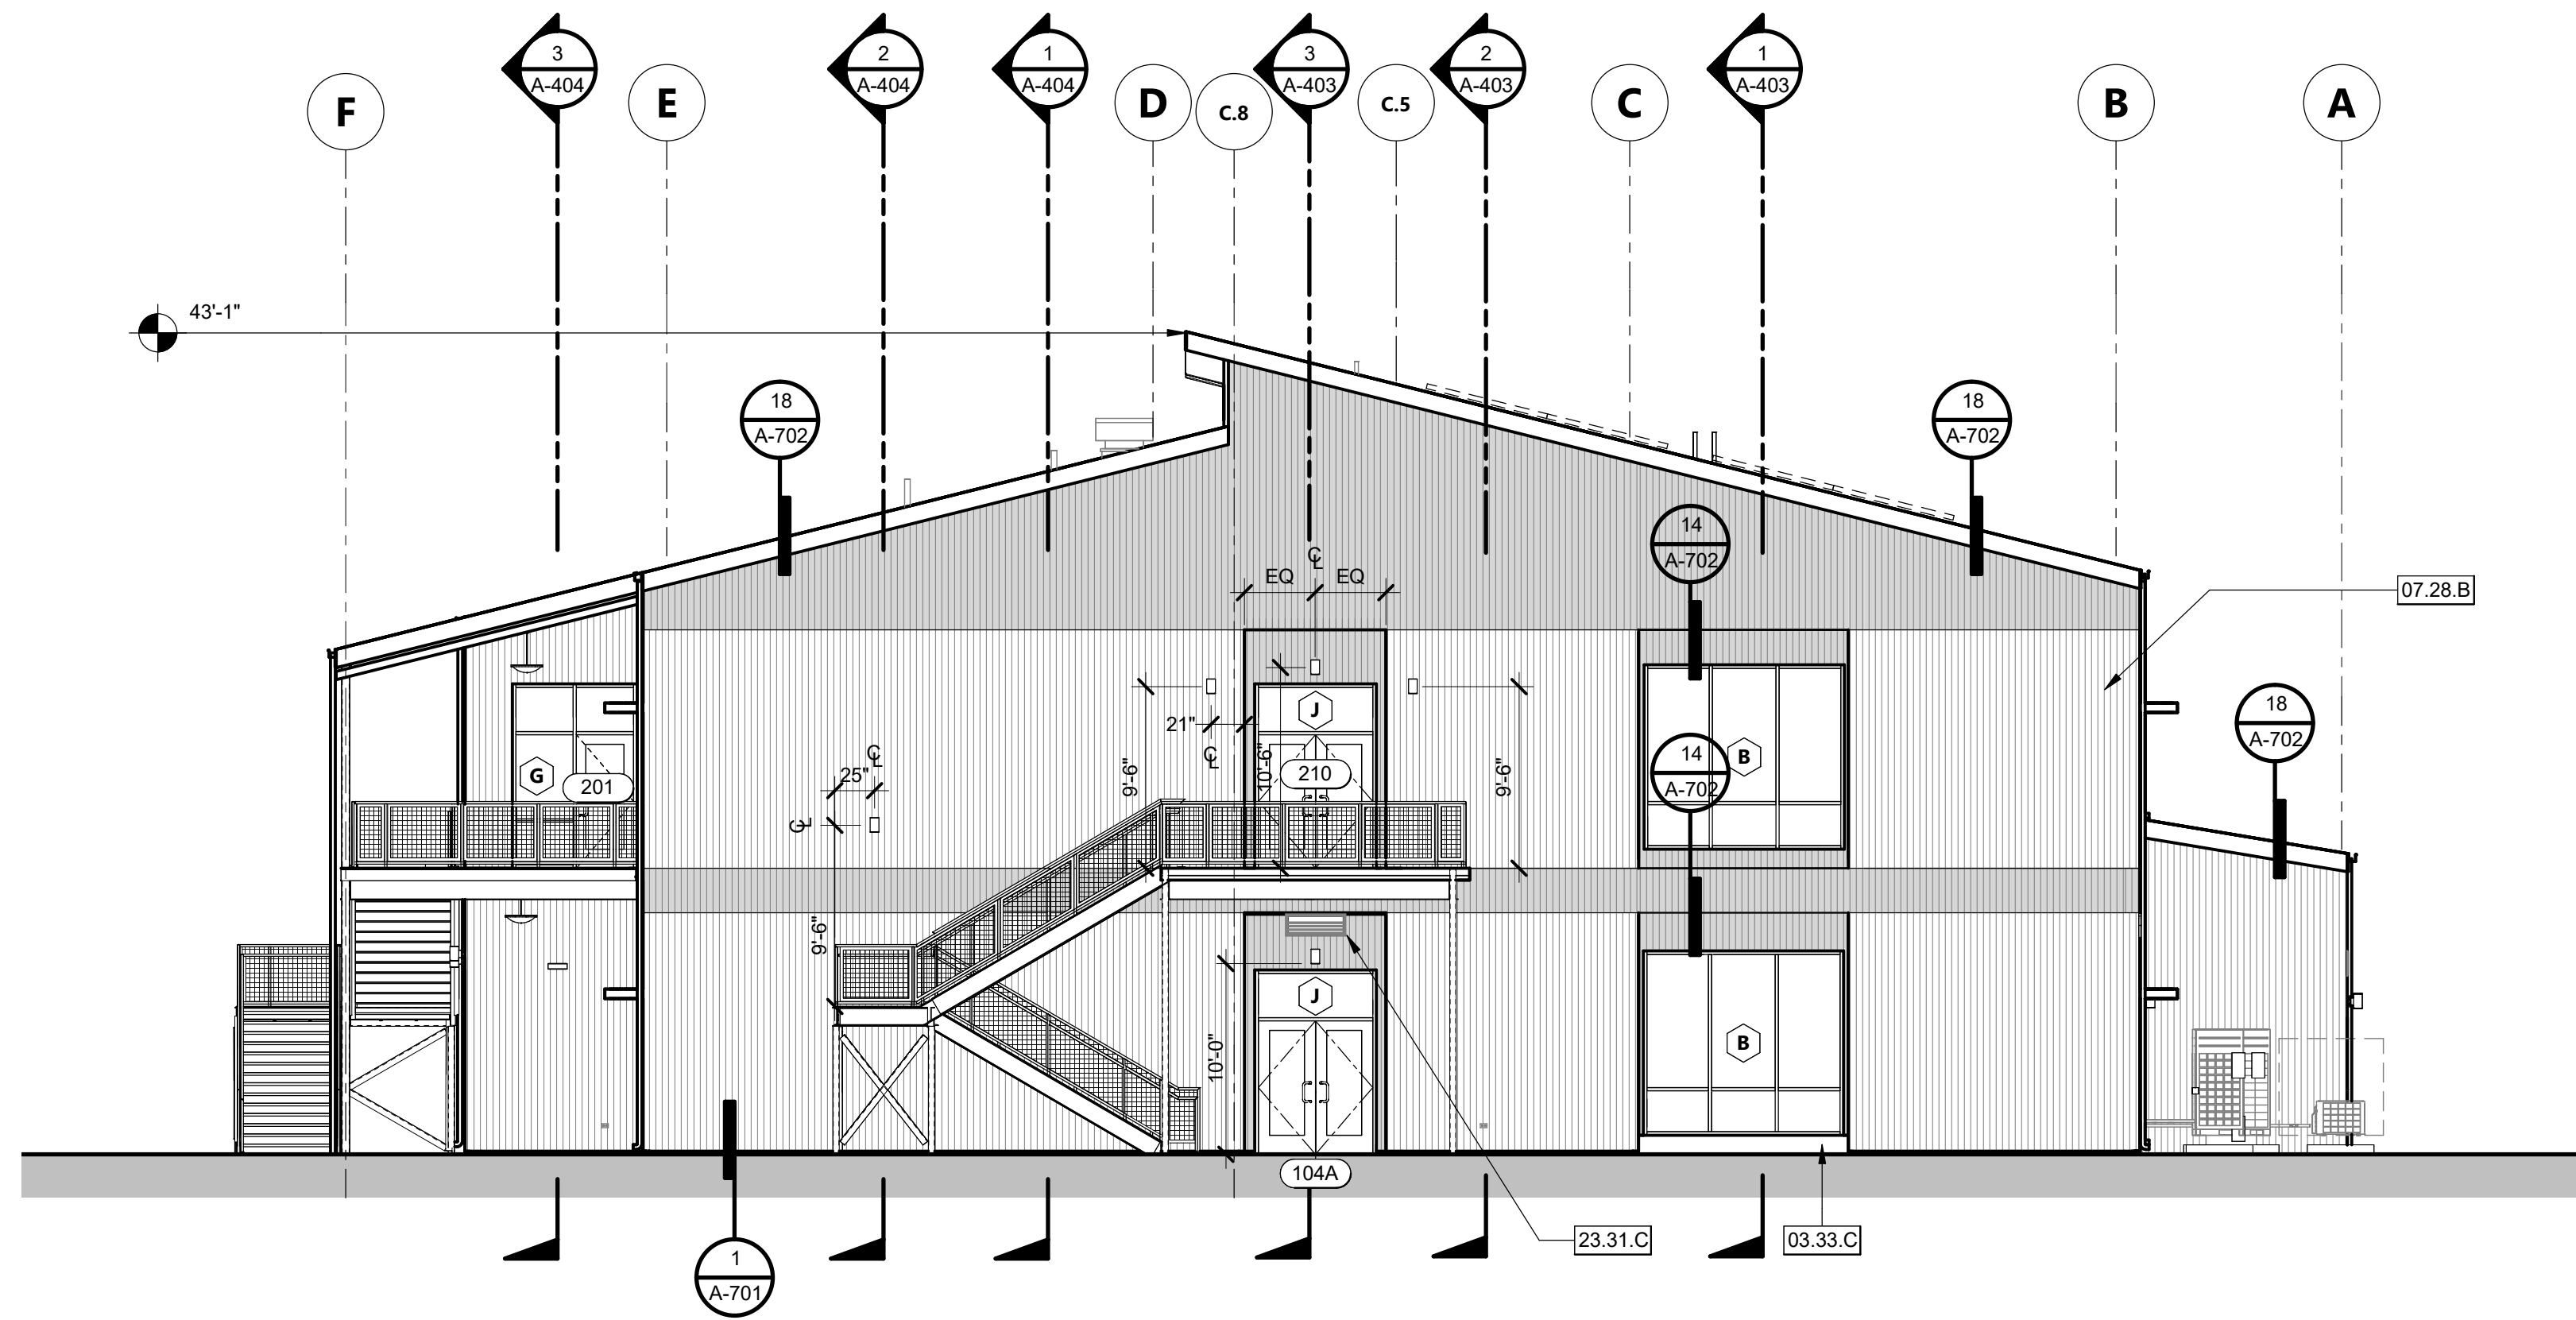 3
A-404
2
A-404
1
A-404
3
A-403
2
A-403
1
A-403
F
E
D
C.8
C.5
C
B
A
43'-1"
18
A-702
18
A-702
14
A-702
℄
EQ
EQ
07.28.B
18
A-702
J
21"
℄
9'-6"
10'-6"
210
9'-6"
14
A-702
B
G
201
℄
25"
℄
9'-6"
J
10'-0"
B
104A
23.31.C
03.33.C
1
A-701